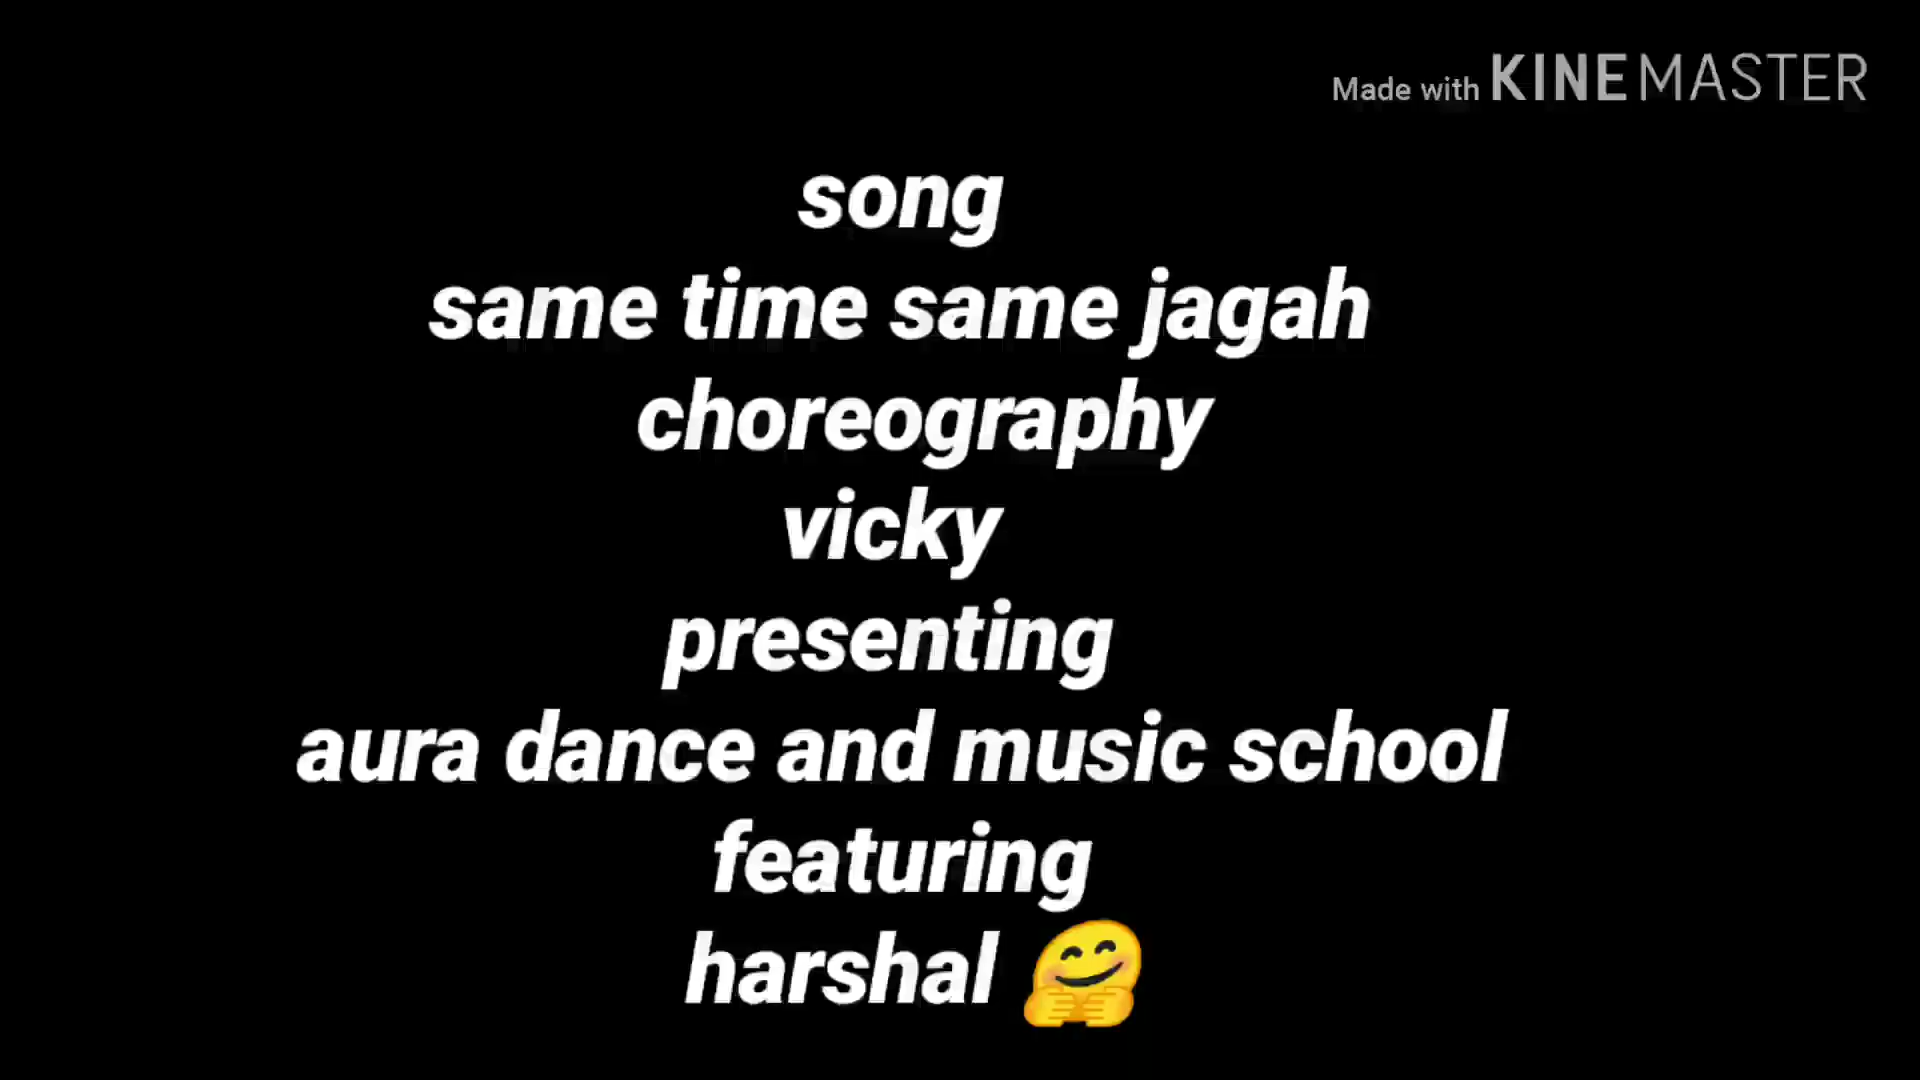 Made with KINEMASTER
song
same time same jagah
choreography
vicky
presenting
aura dance and music school
featuring
harshal 🤗